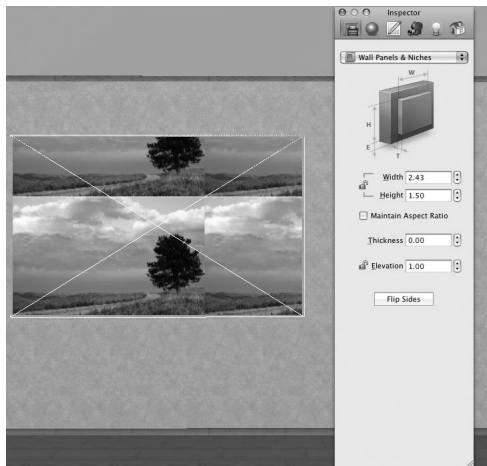 Inspector
Wall Panels & Niches
W
H
E
T
Width 2.43
Height 1.50
Maintain Aspect Ratio
Thickness 0.00
Elevation 1.00
Flip Sides